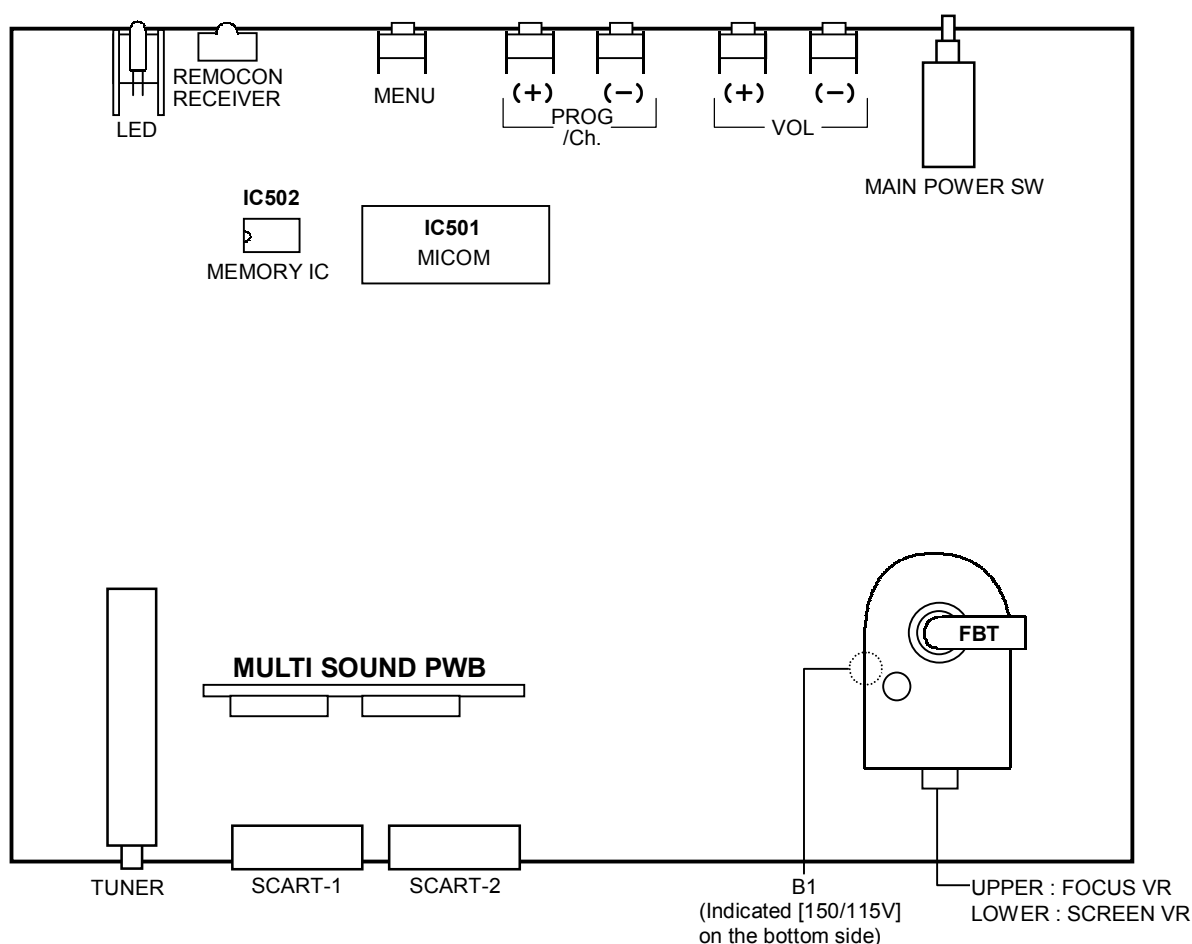 REMOCON
RECEIVER
LED
MENU
(+)
(−)
PROG
/Ch.
(+)
(−)
VOL
MAIN POWER SW
IC502
MEMORY IC
IC501
MICOM
FBT
MULTI SOUND PWB
TUNER
SCART-1
SCART-2
B1
(Indicated [150/115V]
on the bottom side)
UPPER : FOCUS VR
LOWER : SCREEN VR